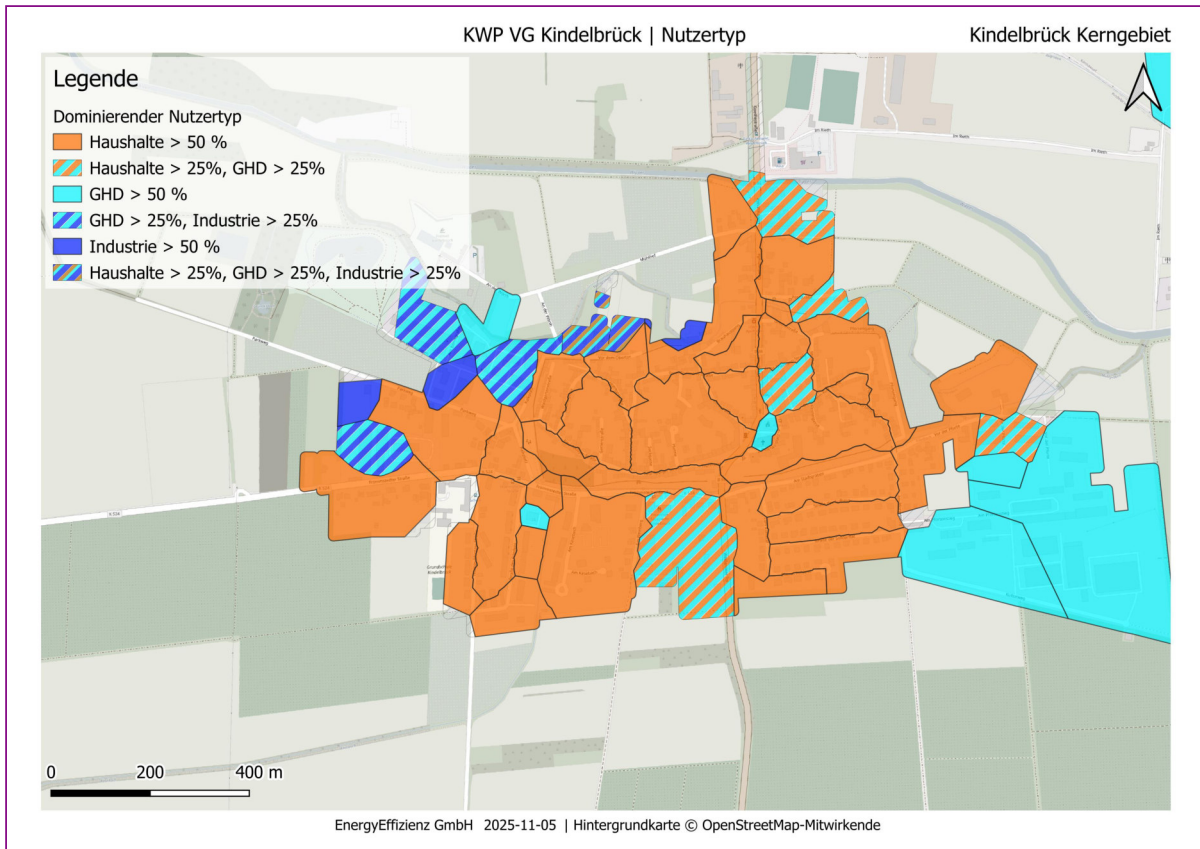 KWP VG Kindelbrück | Nutzertyp
Kindelbrück Kerngebiet
Legende
Dominierender Nutzertyp
Haushalte > 50 %
Haushalte > 25%, GHD > 25%
GHD > 50 %
GHD > 25%, Industrie > 25%
Industrie > 50 %
Haushalte > 25%, GHD > 25%, Industrie > 25%
0 200 400 m
EnergyEffizienz GmbH 2025-11-05 | Hintergrundkarte © OpenStreetMap-Mitwirkende